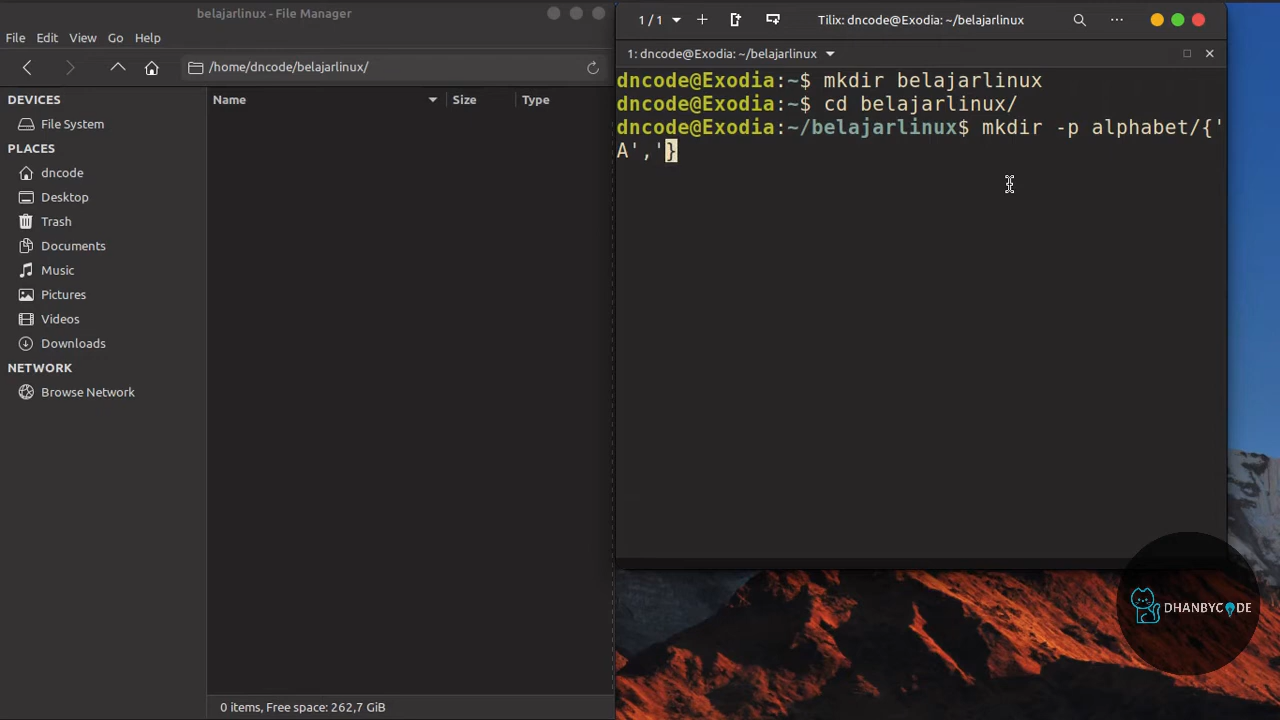 belajarlinux - File Manager
File Edit View Go Help
/home/dncode/belajarlinux/
DEVICES
File System
PLACES
dncode
Desktop
Trash
Documents
Music
Pictures
Videos
Downloads
NETWORK
Browse Network
Name Size Type
0 items, Free space: 262,7 GiB
1 / 1 Tilix: dncode@Exodia: ~/belajarlinux
1: dncode@Exodia: ~/belajarlinux
dncode@Exodia:~$ mkdir belajarlinux
dncode@Exodia:~$ cd belajarlinux/
dncode@Exodia:~/belajarlinux$ mkdir -p alphabet/{'
A','}
DHANBYCODE